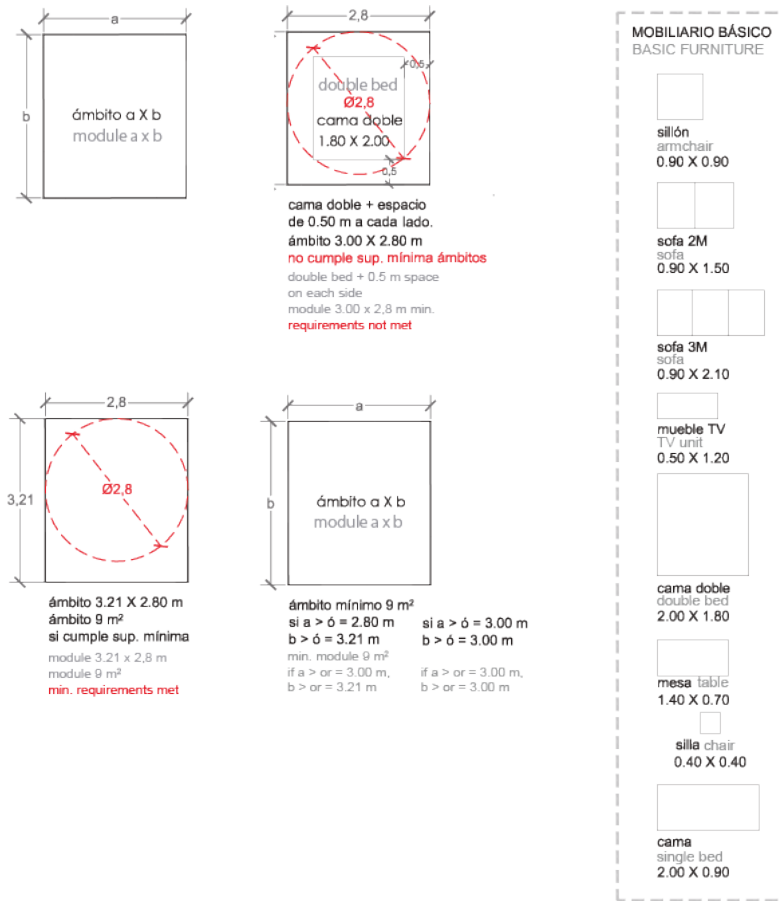 a
b
ámbito a X b
module a x b
2,8
0,5
double bed
Ø2,8
cama doble
1.80 X 2.00
0,5
cama doble + espacio
de 0.50 m a cada lado.
ámbito 3.00 X 2.80 m
no cumple sup. mínima ámbitos
double bed + 0.5 m space
on each side
module 3.00 x 2,8 m min.
requirements not met
2,8
3,21
Ø2,8
ámbito 3.21 X 2.80 m
ámbito 9 m²
si cumple sup. mínima
module 3.21 x 2,8 m
module 9 m²
min. requirements met
a
b
ámbito a X b
module a x b
ámbito mínimo 9 m²
si a > ó = 2.80 m
b > ó = 3.21 m
min. module 9 m²
if a > or = 3.00 m,
b > or = 3.21 m
si a > ó = 3.00 m
b > ó = 3.00 m
if a > or = 3.00 m,
b > or = 3.00 m
MOBILIARIO BÁSICO
BASIC FURNITURE
sillón
armchair
0.90 X 0.90
sofa 2M
sofa
0.90 X 1.50
sofa 3M
sofa
0.90 X 2.10
mueble TV
TV unit
0.50 X 1.20
cama doble
double bed
2.00 X 1.80
mesa table
1.40 X 0.70
silla chair
0.40 X 0.40
cama
single bed
2.00 X 0.90